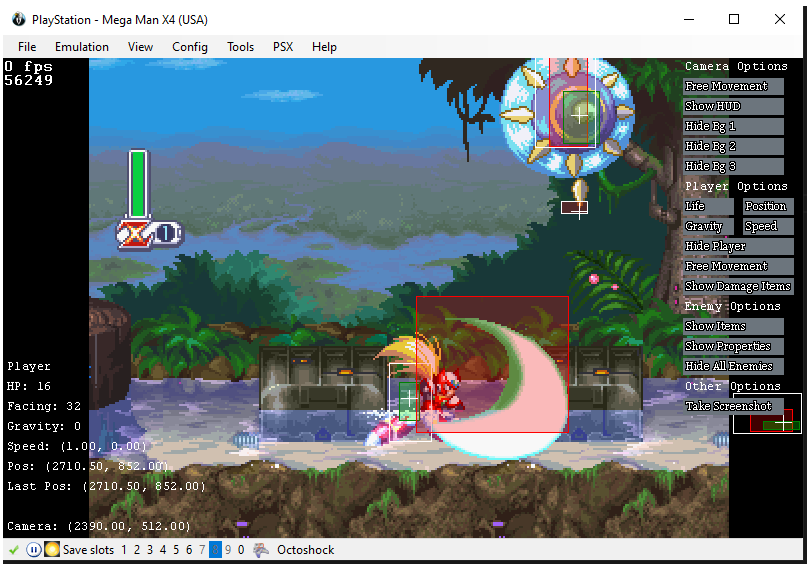 PlayStation - Mega Man X4 (USA)
File Emulation View Config Tools PSX Help
0 fps
56249
Camera Options
Free Movement
Show HUD
Hide Bg 1
Hide Bg 2
Hide Bg 3
Player Options
Life Position
Gravity Speed
Hide Player
Free Movement
Show Damage Items
Enemy Options
Show Items
Show Properties
Hide All Enemies
Other Options
Take Screenshot
1
Player
HP: 16
Facing: 32
Gravity: 0
Speed: (1.00, 0.00)
Pos: (2710.50, 852.00)
Last Pos: (2710.50, 852.00)
Camera: (2390.00, 512.00)
Save slots 1 2 3 4 5 6 7 8 9 0 Octoshock